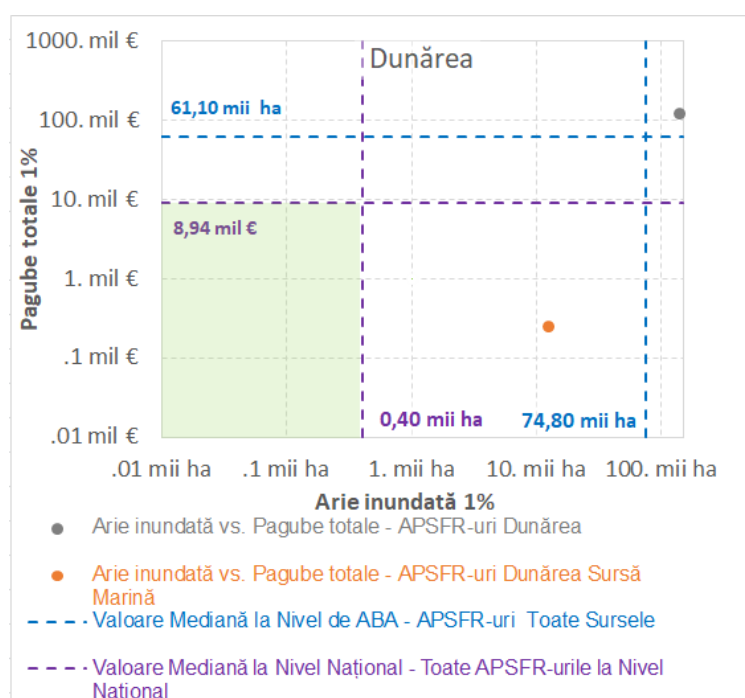 1000. mil €
Dunărea
61,10 mii ha
100. mil €
10. mil €
8,94 mil €
1. mil €
.1 mil €
0,40 mii ha
74,80 mii ha
.01 mil €
Pagube totale 1%
.01 mii ha
.1 mii ha
1. mii ha
10. mii ha
100. mii ha
Arie inundată 1%
Arie inundată vs. Pagube totale - APSFR-uri Dunărea
Arie inundată vs. Pagube totale - APSFR-uri Dunărea Sursă
Marină
Valoare Mediană la Nivel de ABA - APSFR-uri Toate Sursele
Valoare Mediană la Nivel Național - Toate APSFR-urile la Nivel
Național